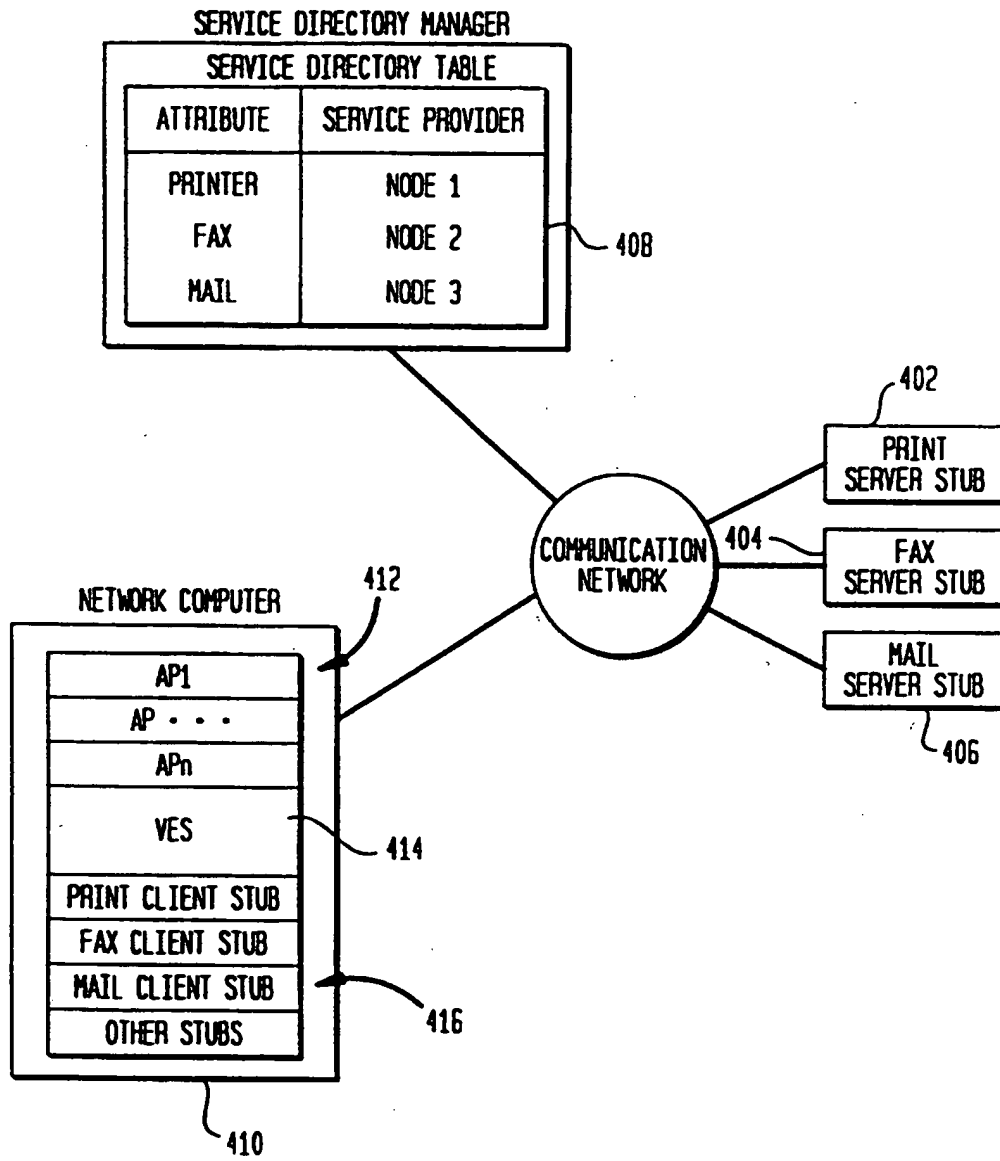 SERVICE DIRECTORY MANAGER
SERVICE DIRECTORY TABLE
ATTRIBUTE SERVICE PROVIDER
PRINTER NODE 1
FAX NODE 2
MAIL NODE 3
408
402
PRINT
SERVER STUB
404
FAX
SERVER STUB
MAIL
SERVER STUB
406
COMMUNICATION
NETWORK
NETWORK COMPUTER
412
AP1
AP · · ·
APn
VES
414
PRINT CLIENT STUB
FAX CLIENT STUB
MAIL CLIENT STUB
OTHER STUBS
416
410